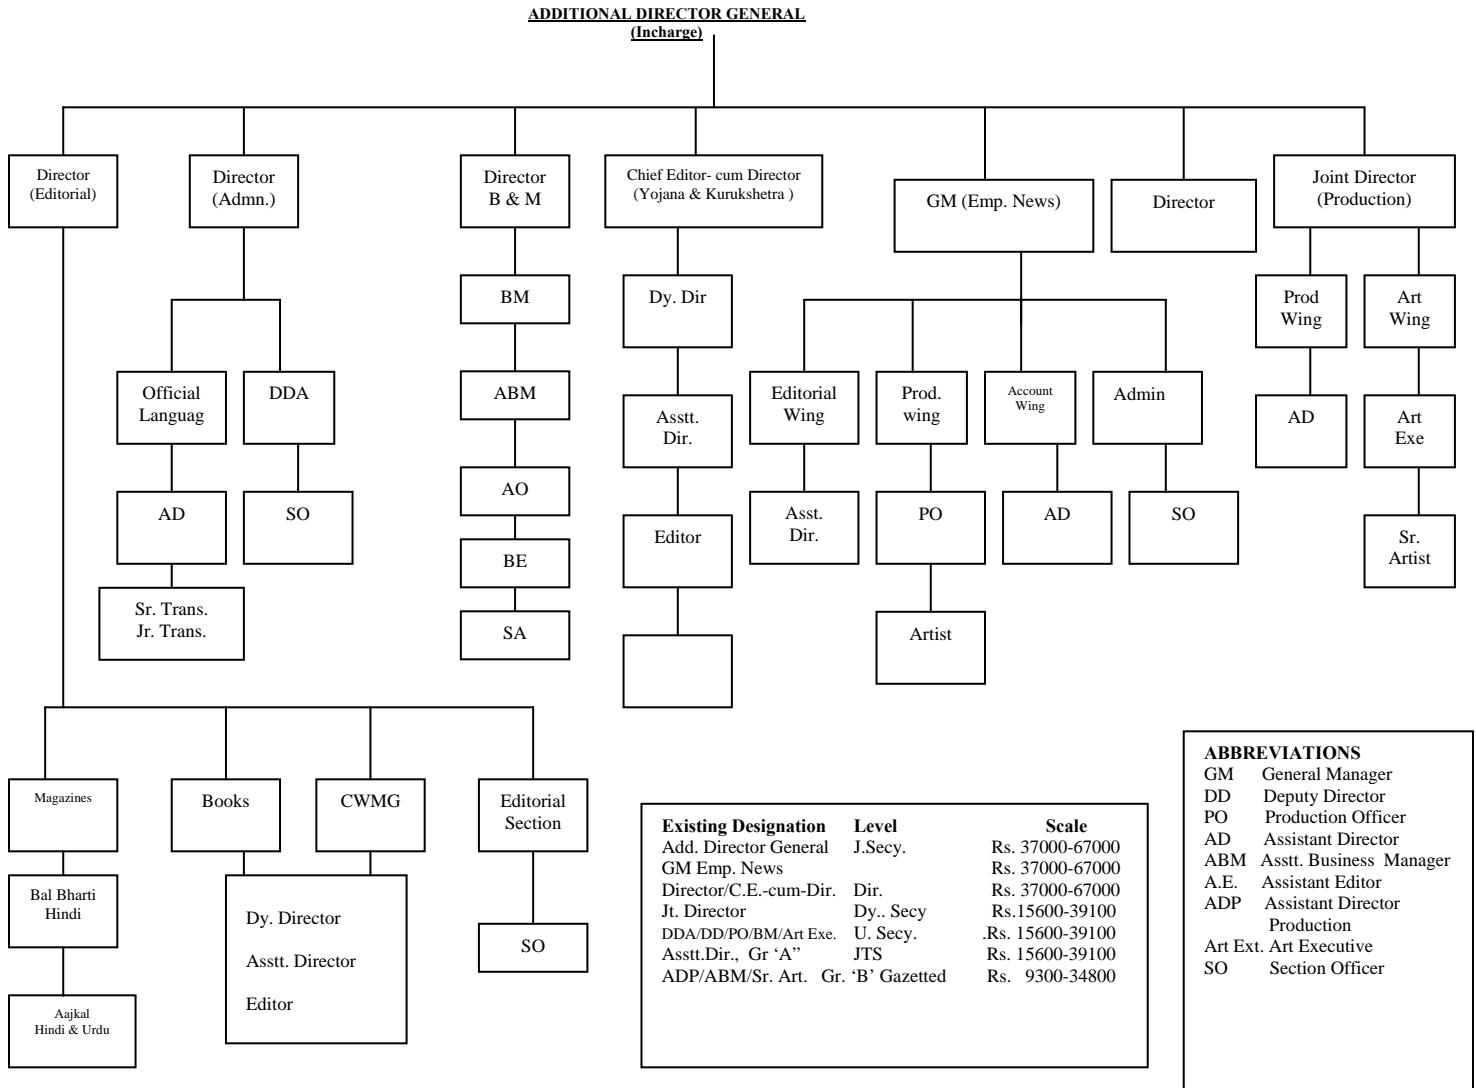 ADDITIONAL DIRECTOR GENERAL
(Incharge)
Director
(Editorial)
Director
(Admn.)
Director
B & M
Chief Editor- cum Director
(Yojana & Kurukshetra )
GM (Emp. News)
Director
Joint Director
(Production)
BM
Dy. Dir
Prod
Wing
Art
Wing
Official
Languag
DDA
ABM
Asstt.
Dir.
Editorial
Wing
Prod.
wing
Account
Wing
Admin
AD
Art
Exe
AD
SO
AO
Editor
Asst.
Dir.
PO
AD
SO
Sr.
Artist
BE
Sr. Trans.
Jr. Trans.
SA
Artist
Magazines
Books
CWMG
Editorial
Section
Bal Bharti
Hindi
Dy. Director
Asstt. Director
Editor
SO
Aajkal
Hindi & Urdu
Existing Designation Level Scale
Add. Director General J.Secy. Rs. 37000-67000
GM Emp. News Rs. 37000-67000
Director/C.E.-cum-Dir. Dir. Rs. 37000-67000
Jt. Director Dy.. Secy Rs.15600-39100
DDA/DD/PO/BM/Art Exe. U. Secy. .Rs. 15600-39100
Asstt.Dir., Gr ‘A” JTS Rs. 15600-39100
ADP/ABM/Sr. Art. Gr. ‘B’ Gazetted Rs. 9300-34800
ABBREVIATIONS
GM General Manager
DD Deputy Director
PO Production Officer
AD Assistant Director
ABM Asstt. Business Manager
A.E. Assistant Editor
ADP Assistant Director
Production
Art Ext. Art Executive
SO Section Officer